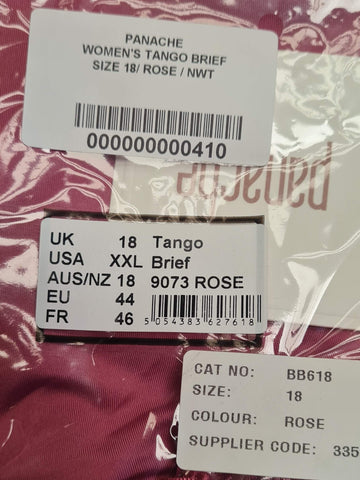 PANACHE
WOMEN'S TANGO BRIEF
SIZE 18/ ROSE / NWT
000000000410
panache
UK 18 Tango
USA XXL Brief
AUS/NZ 18 9073 ROSE
EU 44
FR 46
5 054383 627618
CAT NO: BB618
SIZE: 18
COLOUR: ROSE
SUPPLIER CODE: 335